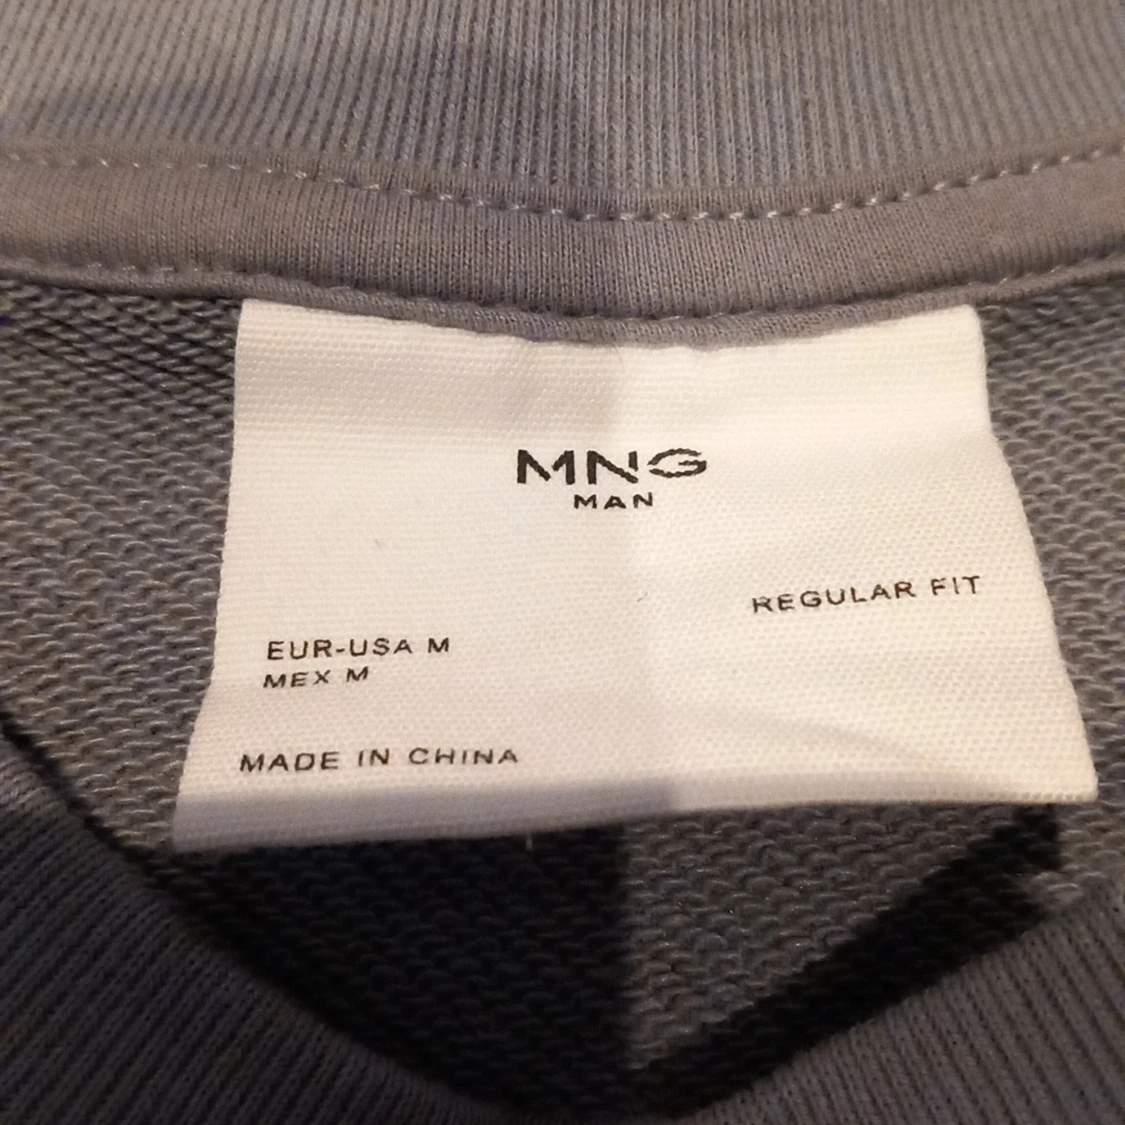 MNG
MAN
REGULAR FIT
EUR-USA M
MEX M
MADE IN CHINA